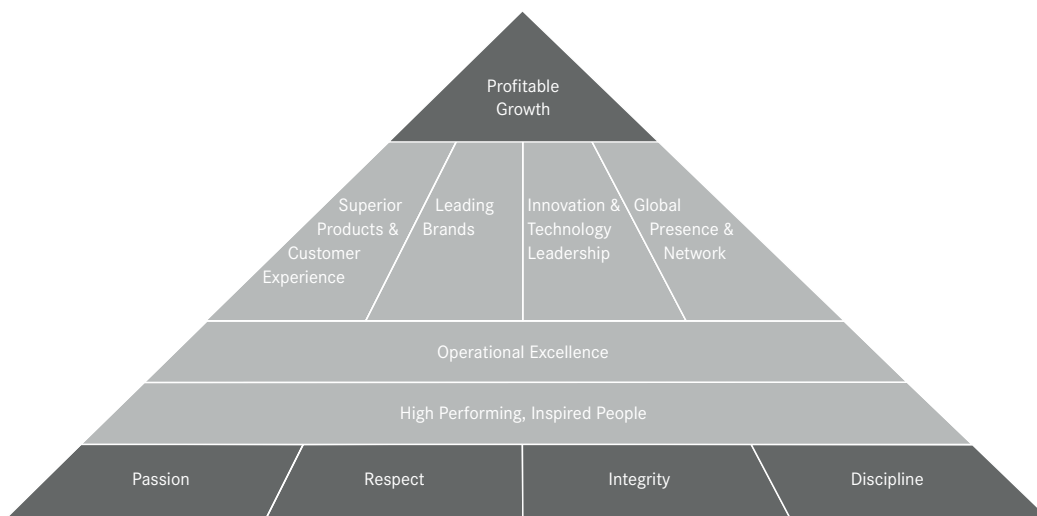 Profitable
Growth
Superior
Products &
Customer
Experience
Leading
Brands
Innovation &
Technology
Leadership
Global
Presence &
Network
Operational Excellence
High Performing, Inspired People
Passion
Respect
Integrity
Discipline